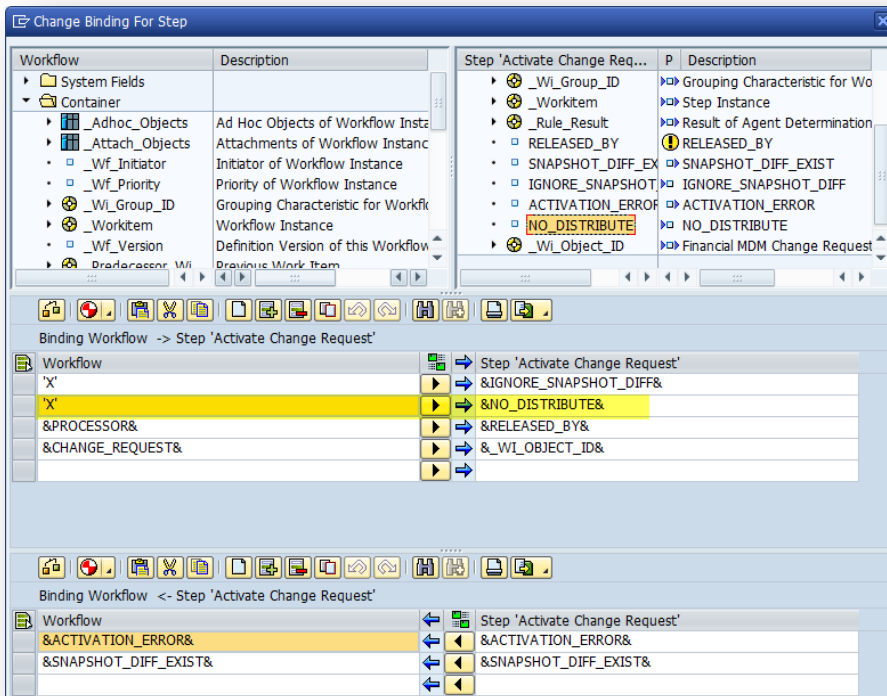 Change Binding For Step
Workflow Description
System Fields
Container
_Adhoc_Objects Ad Hoc Objects of Workflow Insta
_Attach_Objects Attachments of Workflow Instanc
_Wf_Initiator Initiator of Workflow Instance
_Wf_Priority Priority of Workflow Instance
_Wi_Group_ID Grouping Characteristic for Workflo
_Workitem Workflow Instance
_Wf_Version Definition Version of this Workflow
_Predecessor_Wi Previous Work Item
Step 'Activate Change Req... P Description
_Wi_Group_ID Grouping Characteristic for Wo
_Workitem Step Instance
_Rule_Result Result of Agent Determination
RELEASED_BY RELEASED_BY
SNAPSHOT_DIFF_EX SNAPSHOT_DIFF_EXIST
IGNORE_SNAPSHOT IGNORE_SNAPSHOT_DIFF
ACTIVATION_ERROR ACTIVATION_ERROR
NO_DISTRIBUTE NO_DISTRIBUTE
_Wi_Object_ID Financial MDM Change Request
Binding Workflow -> Step 'Activate Change Request'
Workflow Step 'Activate Change Request'
'X' &IGNORE_SNAPSHOT_DIFF&
'X' &NO_DISTRIBUTE&
&PROCESSOR& &RELEASED_BY&
&CHANGE_REQUEST& &_WI_OBJECT_ID&
Binding Workflow <- Step 'Activate Change Request'
Workflow Step 'Activate Change Request'
&ACTIVATION_ERROR& &ACTIVATION_ERROR&
&SNAPSHOT_DIFF_EXIST& &SNAPSHOT_DIFF_EXIST&